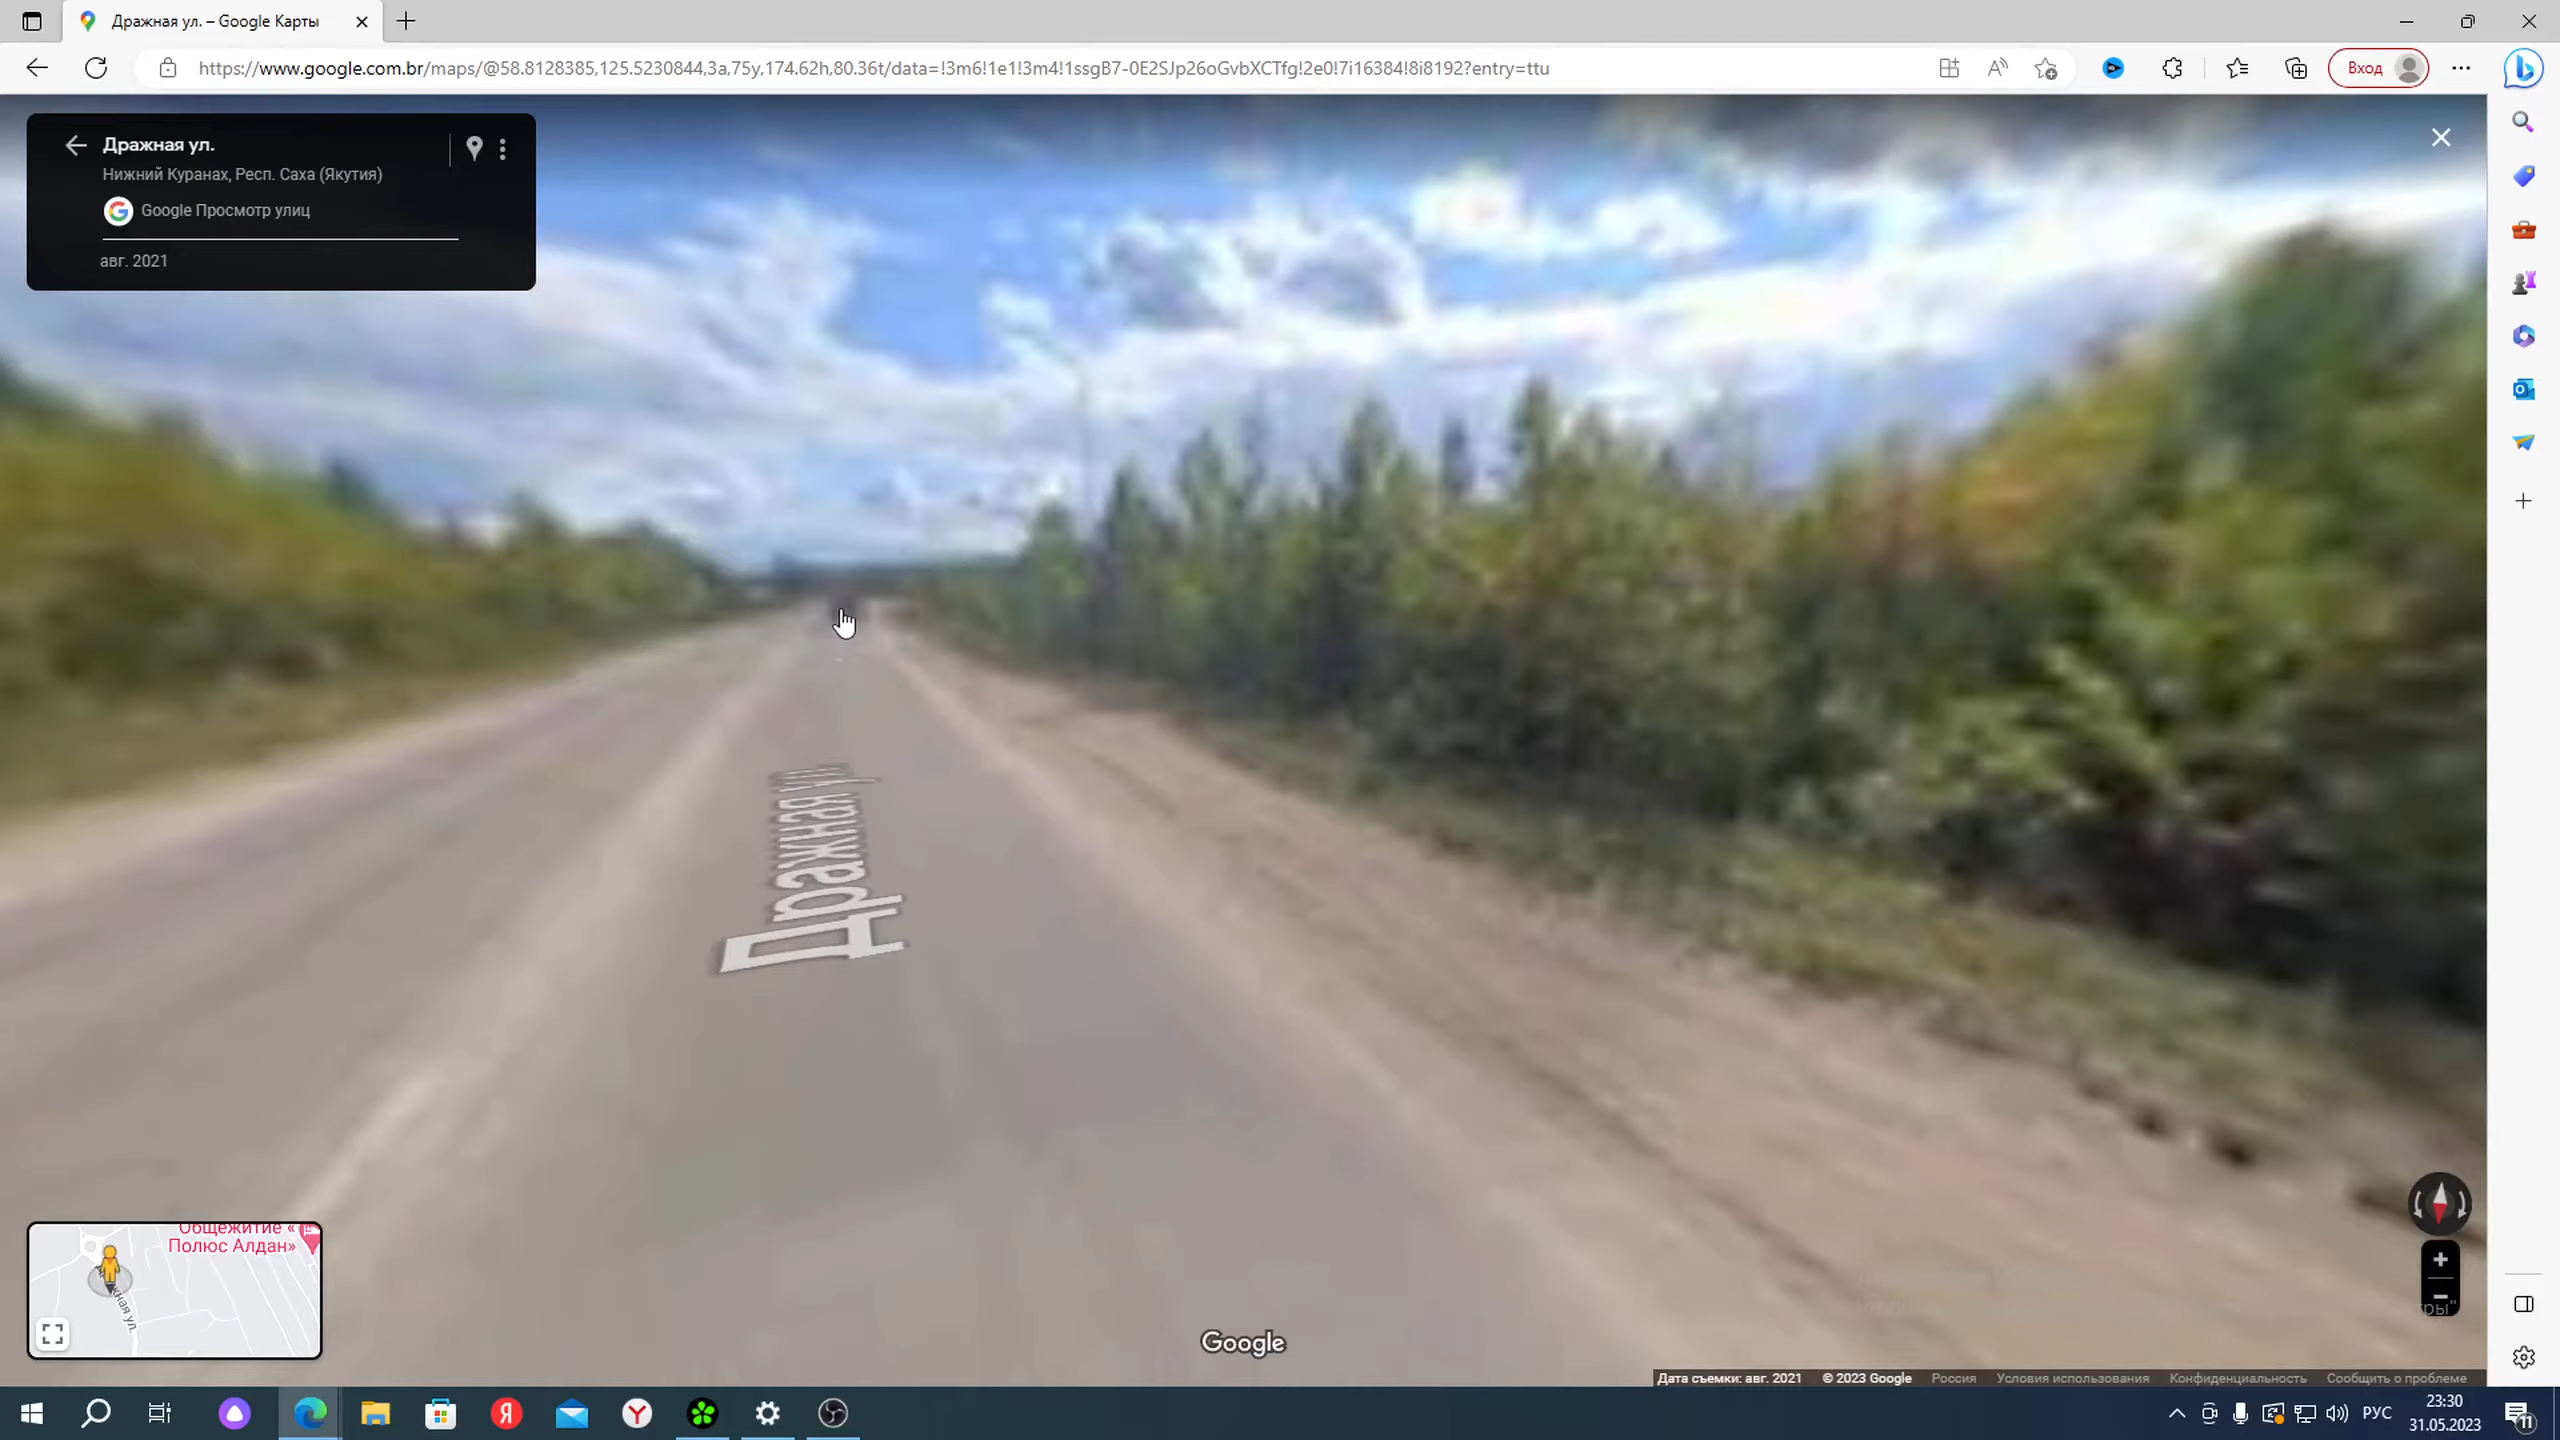 Дражная ул. – Google Карты
https://www.google.com.br/maps/@58.8128385,125.5230844,3a,75y,174.62h,80.36t/data=!3m6!1e1!3m4!1ssgB7-0E2SJp26oGvbXCTfg!2e0!7i16384!8i8192?entry=ttu
Вход
Дражная ул.
Нижний Куранах, Респ. Саха (Якутия)
Google Просмотр улиц
авг. 2021
Дражная ул
Общежитие «
Полюс Алдан»
жная ул.
Google
Дата съемки: авг. 2021 © 2023 Google Россия Условия использования Конфиденциальность Сообщить о проблеме
РУС
23:30
31.05.2023
11